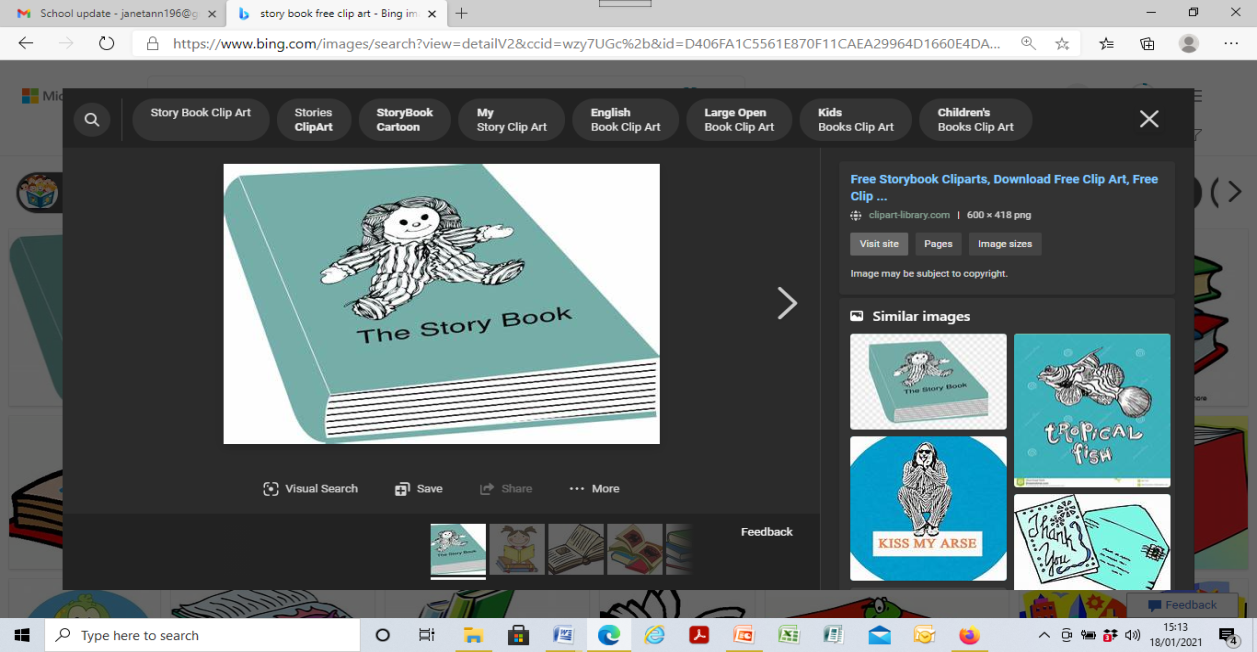 School update - janetann196@g
story book free clip art - Bing im
https://www.bing.com/images/search?view=detailV2&ccid=wzy7UGc%2b&id=D406FA1C5561E870F11CAEA29964D1660E4DA...
Mic
Story Book Clip Art
Stories
ClipArt
StoryBook
Cartoon
My
Story Clip Art
English
Book Clip Art
Large Open
Book Clip Art
Kids
Books Clip Art
Children's
Books Clip Art
The Story Book
Free Storybook Cliparts, Download Free Clip Art, Free
Clip ...
clipart-library.com | 600 × 418 png
Visit site
Pages
Image sizes
Image may be subject to copyright.
Similar images
The Story Book
TROPICAL
FISH
KISS MY ARSE
Thank
You
Visual Search
Save
Share
More
Feedback
Feedback
Type here to search
15:13
18/01/2021
4